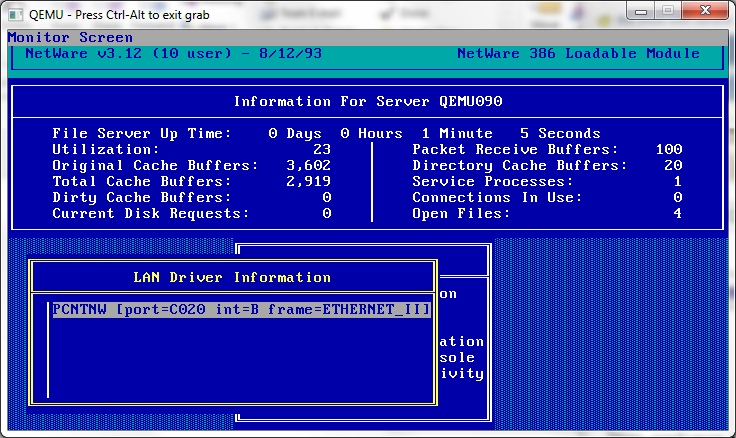 QEMU - Press Ctrl-Alt to exit grab
Monitor Screen
NetWare v3.12 (10 user) - 8/12/93 NetWare 386 Loadable Module
Information For Server QEMU090
File Server Up Time: 0 Days 0 Hours 1 Minute 5 Seconds
Utilization: 23 Packet Receive Buffers: 100
Original Cache Buffers: 3,602 Directory Cache Buffers: 20
Total Cache Buffers: 2,919 Service Processes: 1
Dirty Cache Buffers: 0 Connections In Use: 0
Current Disk Requests: 0 Open Files: 4
LAN Driver Information
on
PCNTNW [port=C020 int=B frame=ETHERNET_II]
ation
sole
ivity